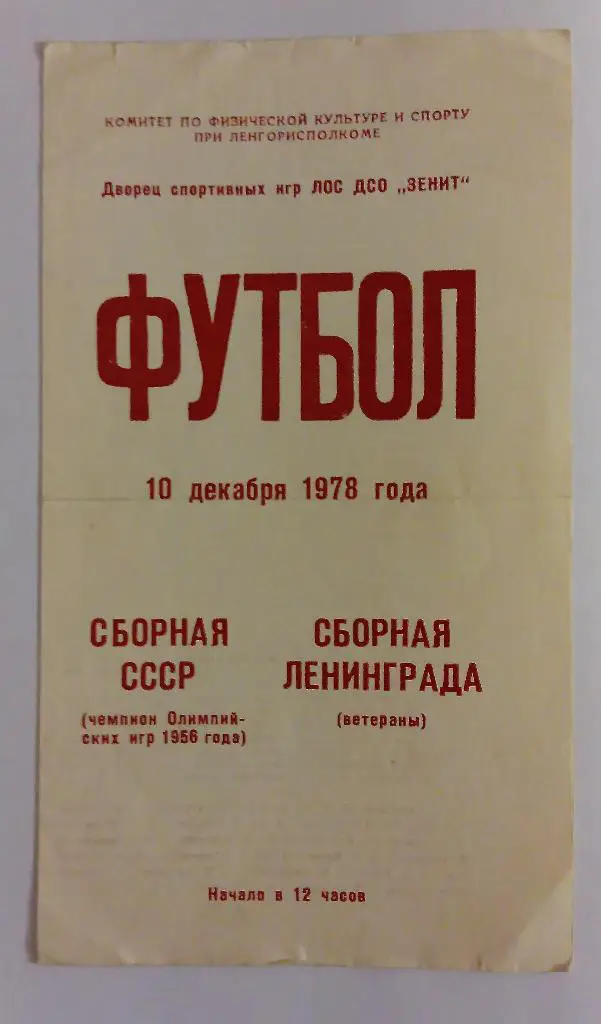 КОМИТЕТ ПО ФИЗИЧЕСКОЙ КУЛЬТУРЕ И СПОРТУ
ПРИ ЛЕНГОРИСПОЛКОМЕ
Дворец спортивных игр ЛОС ДСО „ЗЕНИТ"
ФУТБОЛ
10 декабря 1978 года
СБОРНАЯ
СССР
(чемпион Олимпий-
ских игр 1956 года)
СБОРНАЯ
ЛЕНИНГРАДА
(ветераны)
Начало в 12 часов